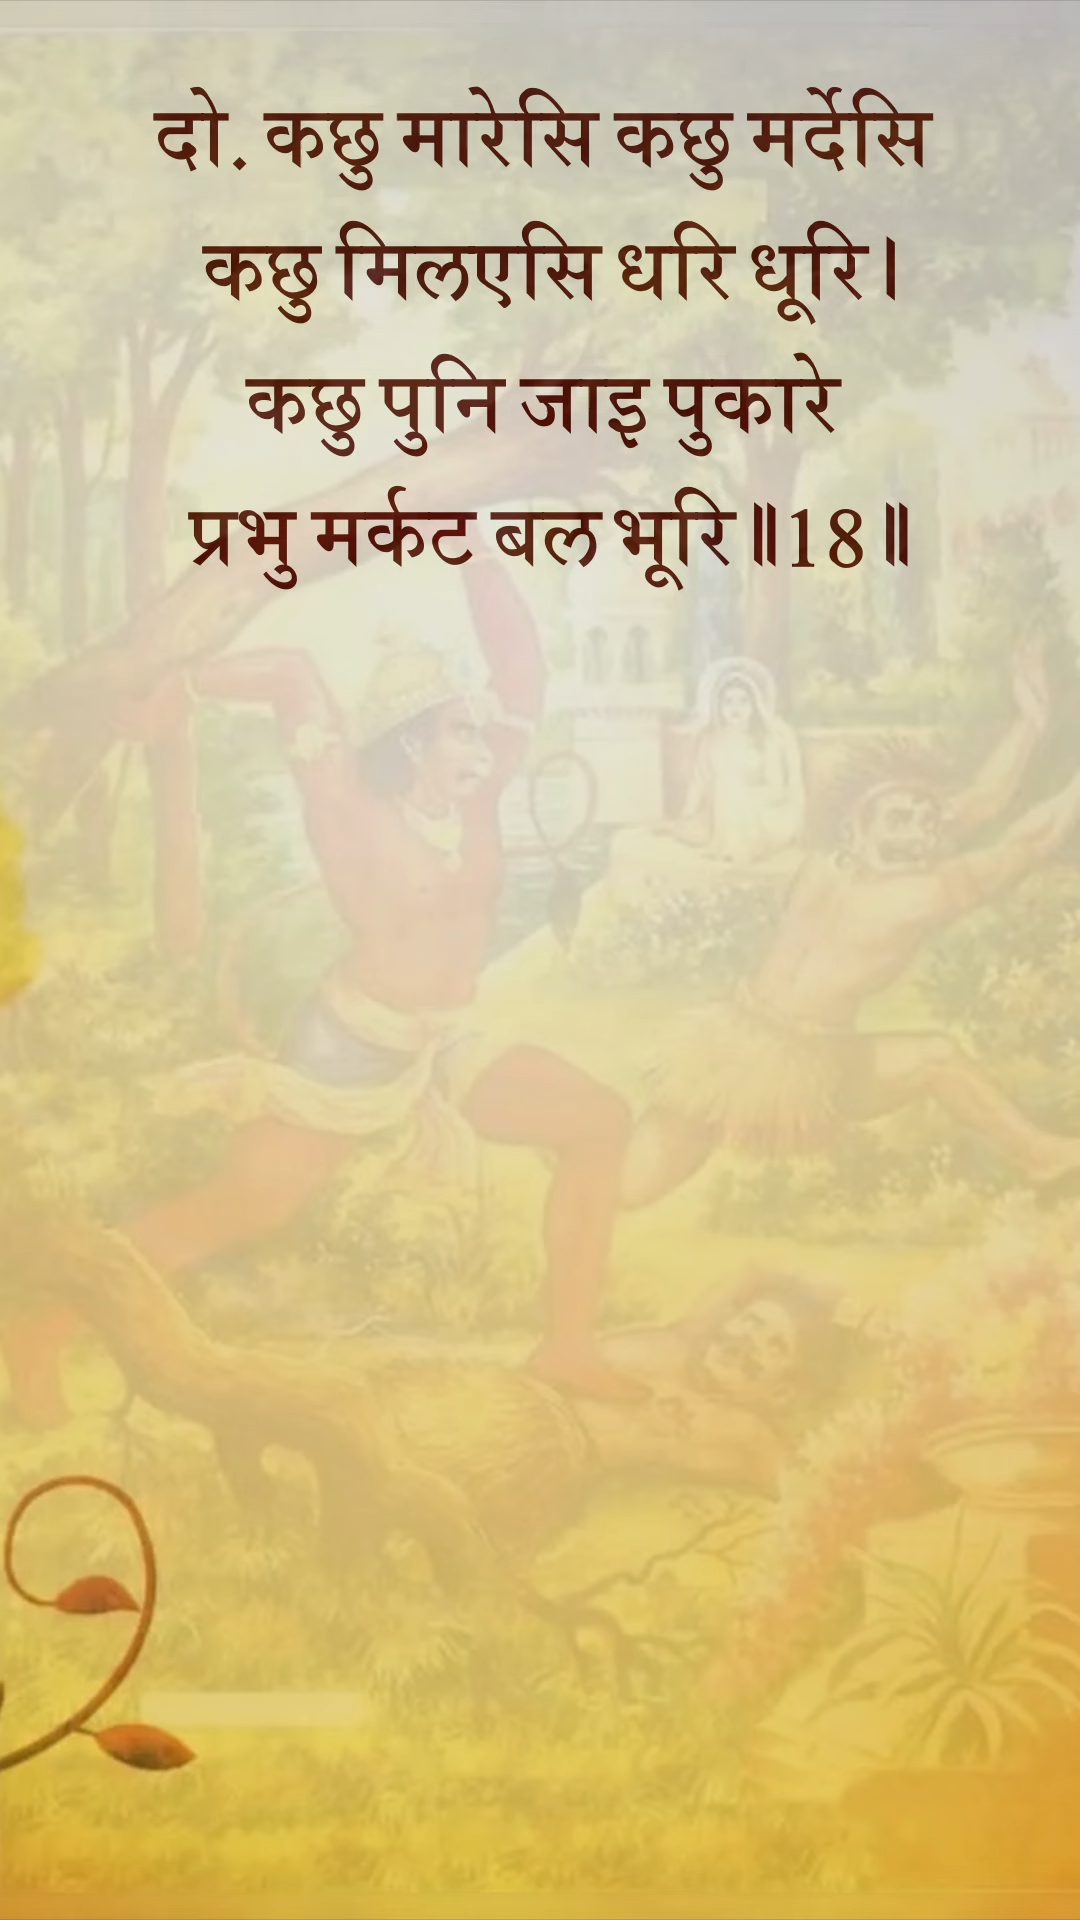 दो. कछु मारेसि कछु मर्देसि
कछु मिलएसि धरि धूरि।
कछु पुनि जाइ पुकारे
प्रभु मर्कट बल भूरि॥18॥